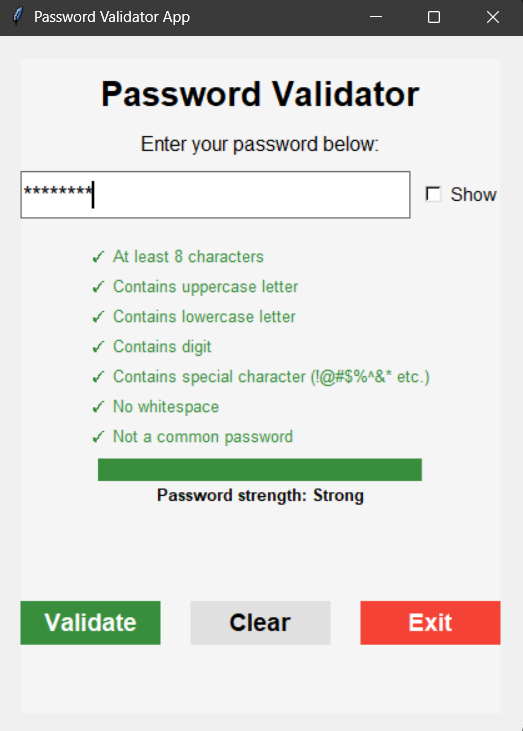 Password Validator App
Password Validator
Enter your password below:
********
Show
✓ At least 8 characters
✓ Contains uppercase letter
✓ Contains lowercase letter
✓ Contains digit
✓ Contains special character (!@#$%^&* etc.)
✓ No whitespace
✓ Not a common password
Password strength: Strong
Validate Clear Exit